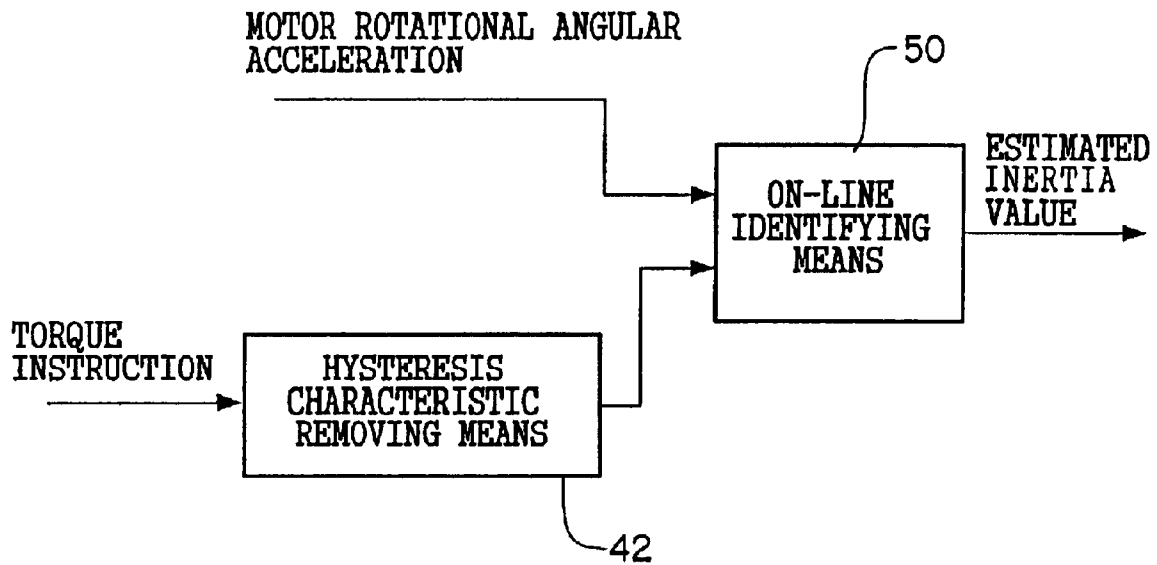 MOTOR ROTATIONAL ANGULAR
ACCELERATION
50
ON-LINE
IDENTIFYING
MEANS
ESTIMATED
INERTIA
VALUE
TORQUE
INSTRUCTION
HYSTERESIS
CHARACTERISTIC
REMOVING MEANS
42